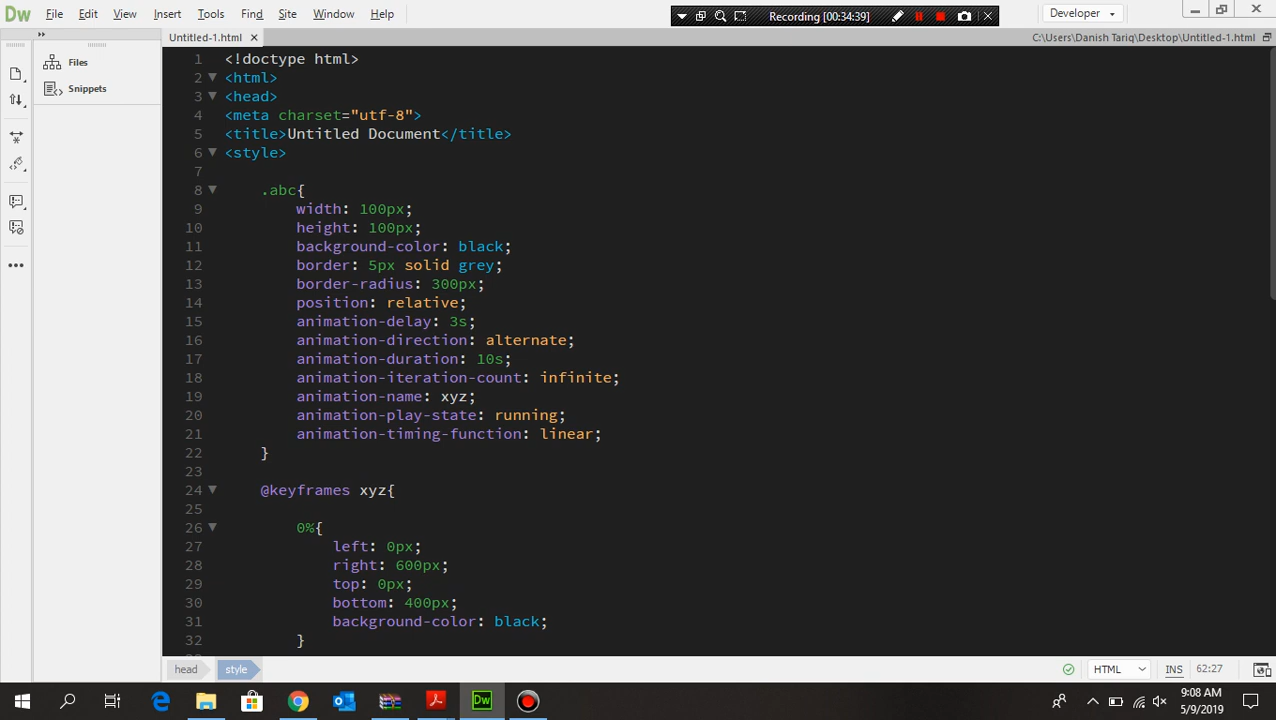 Dw File Edit View Insert Tools Find Site Window Help Recording [00:34:39] Developer
Files
Snippets
Untitled-1.html C:\Users\Danish Tariq\Desktop\Untitled-1.html
1 <!doctype html>
2 <html>
3 <head>
4 <meta charset="utf-8">
5 <title>Untitled Document</title>
6 <style>
7
8 .abc{
9 width: 100px;
10 height: 100px;
11 background-color: black;
12 border: 5px solid grey;
13 border-radius: 300px;
14 position: relative;
15 animation-delay: 3s;
16 animation-direction: alternate;
17 animation-duration: 10s;
18 animation-iteration-count: infinite;
19 animation-name: xyz;
20 animation-play-state: running;
21 animation-timing-function: linear;
22 }
23
24 @keyframes xyz{
25
26 0%{
27 left: 0px;
28 right: 600px;
29 top: 0px;
30 bottom: 400px;
31 background-color: black;
32 }
head style HTML INS 62:27
Dw 9:08 AM
5/9/2019